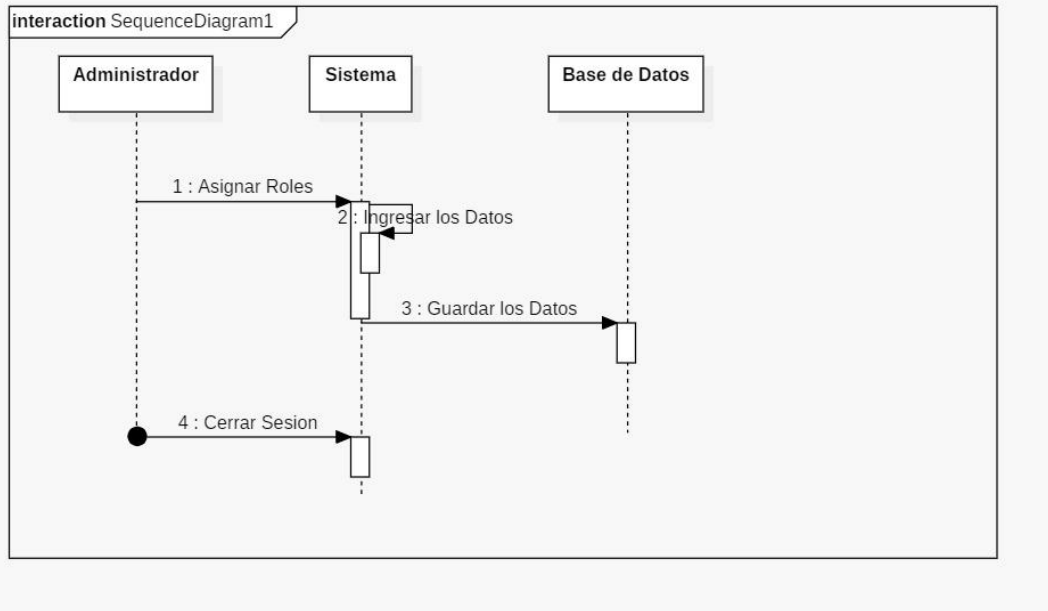 interaction SequenceDiagram1
Administrador
Sistema
Base de Datos
1 : Asignar Roles
2 : Ingresar los Datos
3 : Guardar los Datos
4 : Cerrar Sesion